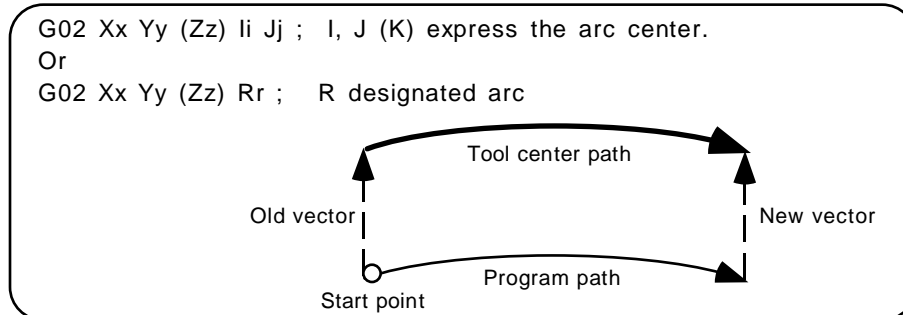 G02 Xx Yy (Zz) Ii Jj ; I, J (K) express the arc center.
Or
G02 Xx Yy (Zz) Rr ; R designated arc
Tool center path
Old vector
New vector
Program path
Start point